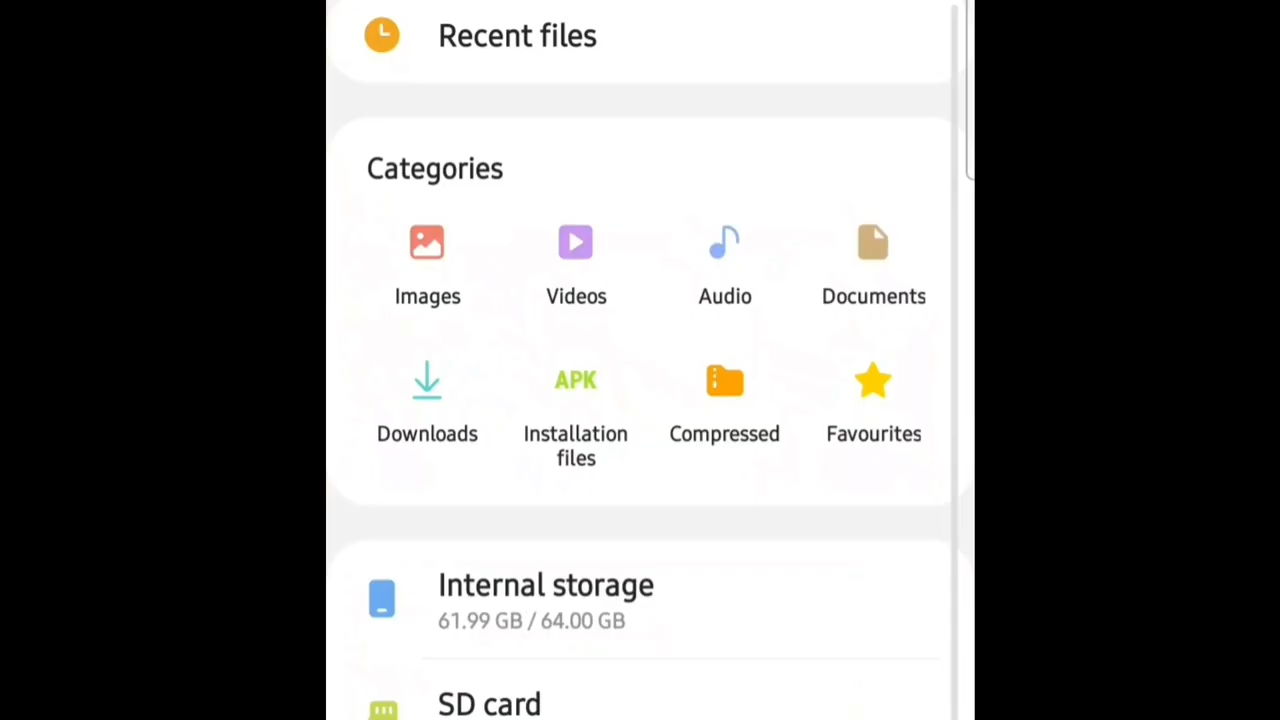 Recent files
Categories
Images Videos Audio Documents
APK
Downloads Installation files Compressed Favourites
Internal storage
61.99 GB / 64.00 GB
SD card